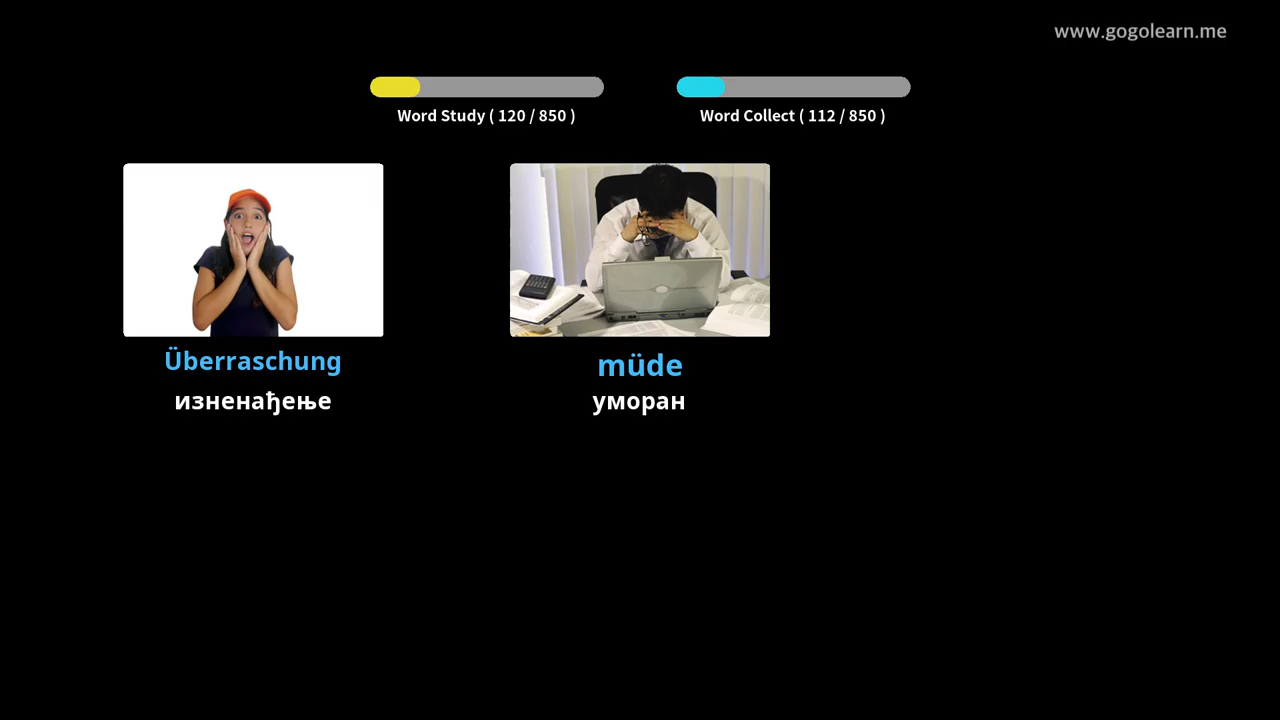 www.gogolearn.me
Word Study ( 120 / 850 )
Word Collect ( 112 / 850 )
Überraschung
изненађење
müde
уморан